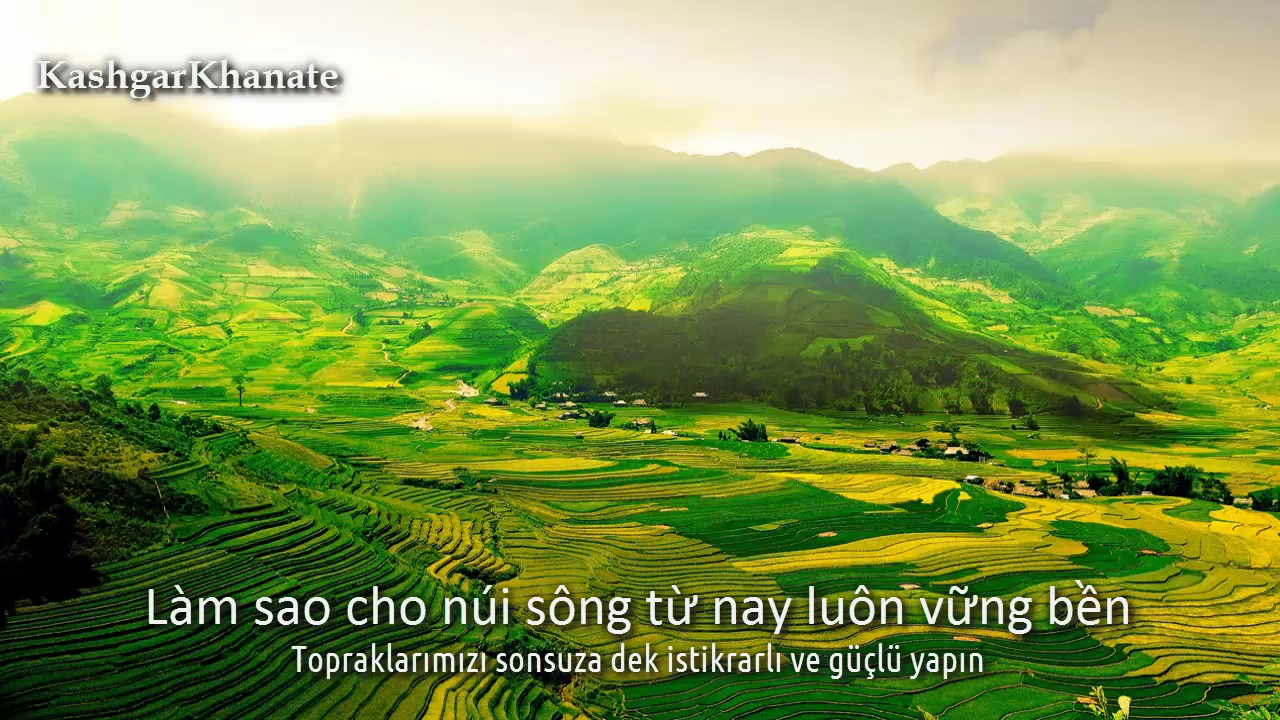 KashgarKhanate
Làm sao cho núi sông từ nay luôn vững bền
Topraklarımızı sonsuza dek istikrarlı ve güçlü yapın